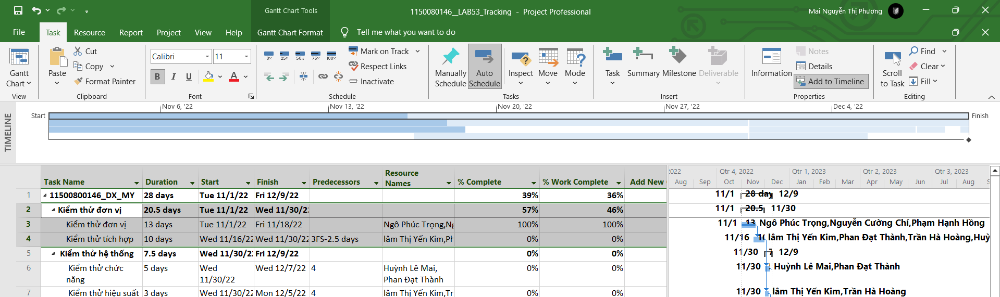 Gantt Chart Tools
1150080146__LAB53_Tracking - Project Professional
Mai Nguyễn Thị Phương
File Task Resource Report Project View Help Gantt Chart Format Tell me what you want to do
Gantt Chart
View
Paste
Cut
Copy
Format Painter
Clipboard
Calibri 11
B I U A
Font
0% 25% 50% 75% 100%
Mark on Track
Respect Links
Inactivate
Schedule
Manually Schedule
Auto Schedule
Inspect
Move
Mode
Tasks
Task
Summary
Milestone
Deliverable
Insert
Information
Notes
Details
Add to Timeline
Properties
Scroll to Task
Find
Clear
Fill
Editing
TIMELINE
Nov 6, '22 Nov 13, '22 Nov 20, '22 Nov 27, '22 Dec 4, '22
Start Finish
Task Name Duration Start Finish Predecessors Resource Names % Complete % Work Complete Add New
2022 Qtr 4, 2022 Qtr 1, 2023 Qtr 2, 2023 Qtr 3, 2023
Aug Sep Oct Nov Dec Jan Feb Mar Apr May Jun Jul Aug S
1 11500800146_DX_MY 28 days Tue 11/1/22 Fri 12/9/22 39% 36% 11/1 28 day 12/9
2 Kiểm thử đơn vị 20.5 days Tue 11/1/22 Wed 11/30/22 57% 46% 11/1 20.5 11/30
3 Kiểm thử đơn vị 13 days Tue 11/1/22 Fri 11/18/22 Ngô Phúc Trọng,Ng 100% 100% 11/1 13 Ngô Phúc Trọng,Nguyễn Cường Chí,Phạm Hạnh Hồng
4 Kiểm thử tích hợp 10 days Wed 11/16/22 Wed 11/30/22 3FS-2.5 days lâm Thị Yến Kim,Ph 0% 0% 11/16 10 lâm Thị Yến Kim,Phan Đạt Thành,Trần Hà Hoàng,Huỳ
5 Kiểm thử hệ thống 7.5 days Wed 11/30/22 Fri 12/9/22 0% 0% 11/30 7 12/9
6 Kiểm thử chức năng 5 days Wed 11/30/22 Wed 12/7/22 4 Huỳnh Lê Mai, Phan Đạt Thành 0% 0% 11/30 Huỳnh Lê Mai,Phan Đạt Thành
7 Kiểm thử hiệu suất 3 days Wed 11/30/22 Mon 12/5/22 4 lâm Thị Yến Kim,Tr 0% 0% 11/30 lâm Thị Yến Kim,Trần Hà Hoàng